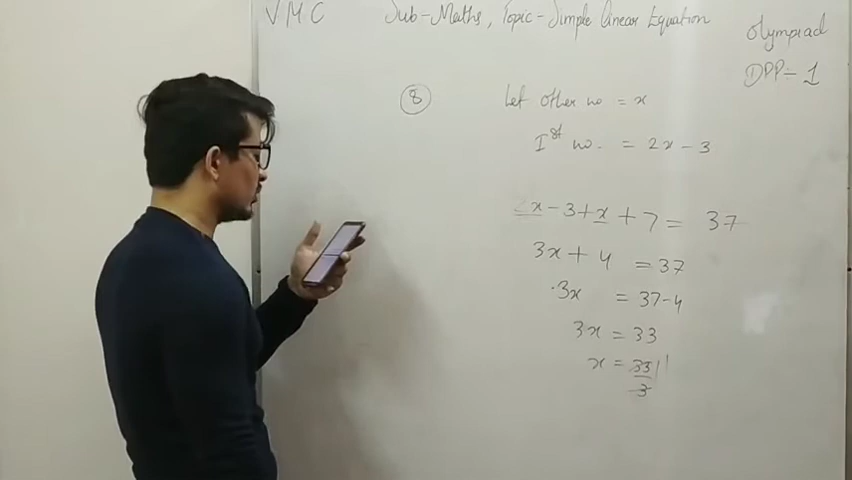 VMC Sub-Maths, Topic-Simple linear Equation
Olympiad
DPP-1
8
Let other no = x
Ist no. = 2x-3
2x-3+x+7 = 37
3x+4 = 37
3x = 37-4
3x = 33
x = 33/3 11